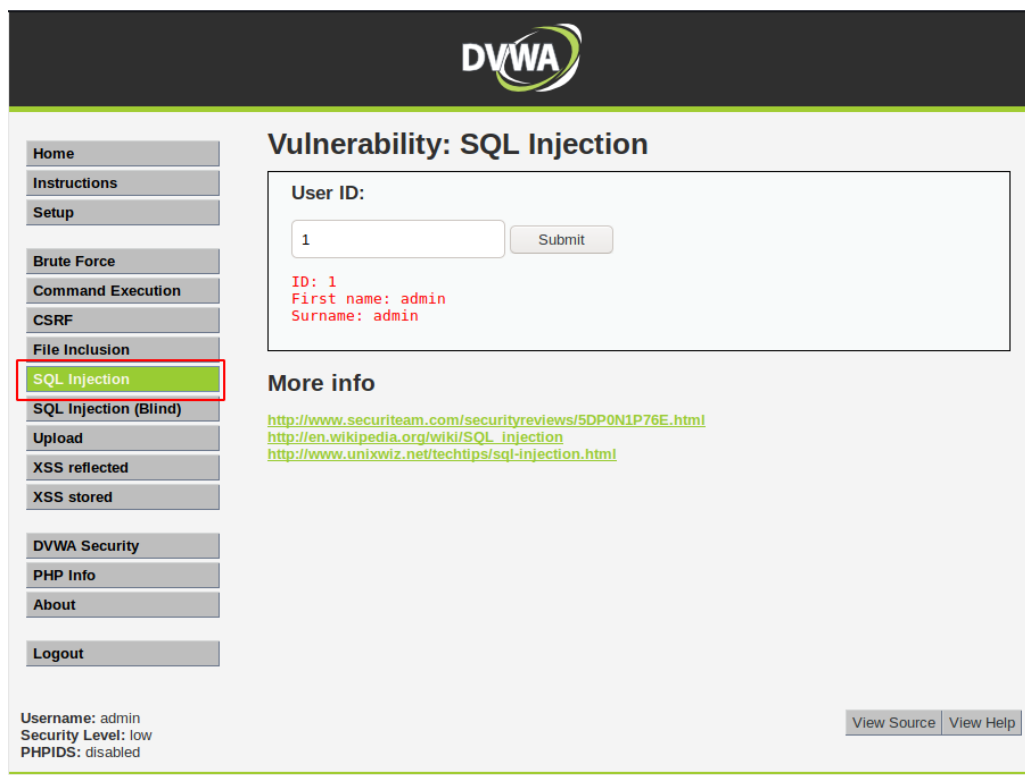 DVWA
Home
Instructions
Setup
Brute Force
Command Execution
CSRF
File Inclusion
SQL Injection
SQL Injection (Blind)
Upload
XSS reflected
XSS stored
DVWA Security
PHP Info
About
Logout
Vulnerability: SQL Injection
User ID:
1 Submit
ID: 1
First name: admin
Surname: admin
More info
http://www.securiteam.com/securityreviews/5DP0N1P76E.html
http://en.wikipedia.org/wiki/SQL_injection
http://www.unixwiz.net/techtips/sql-injection.html
Username: admin
Security Level: low
PHPIDS: disabled
View Source View Help